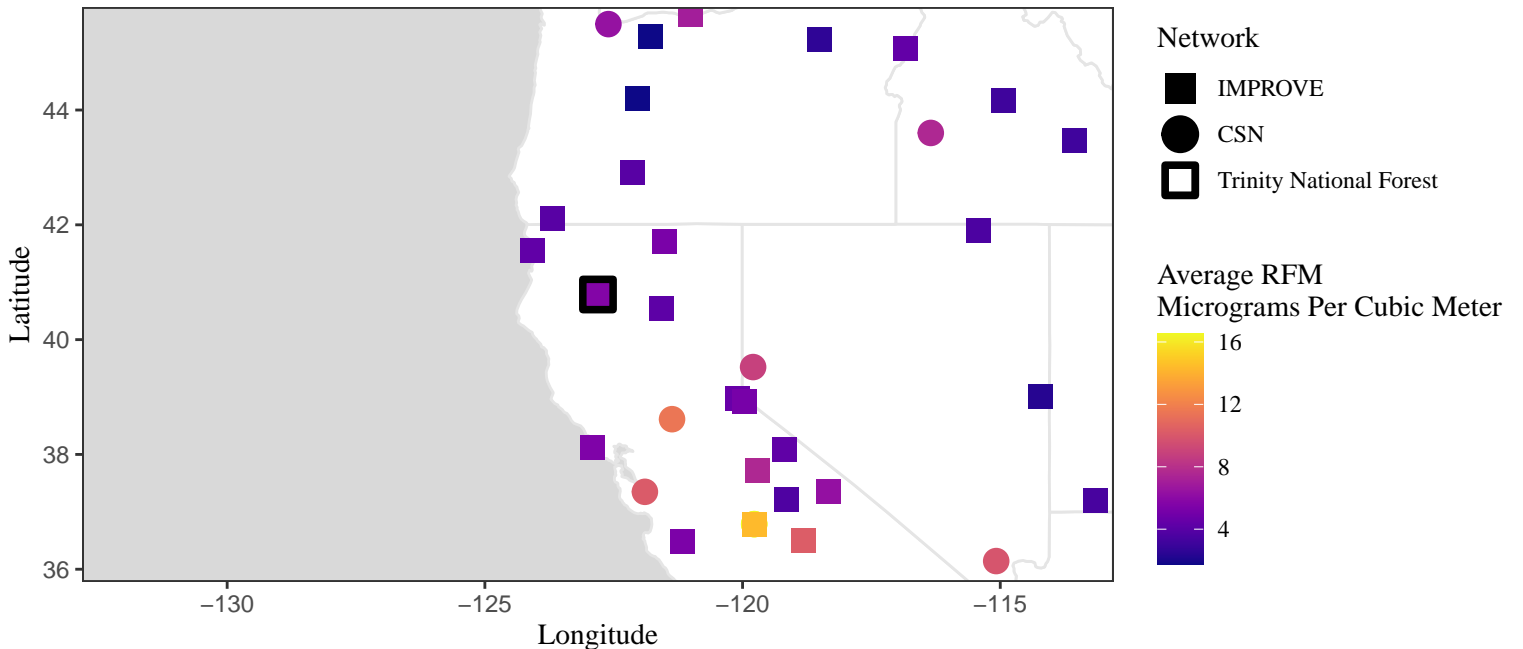 Network
IMPROVE
CSN
Trinity National Forest
Average RFM
Micrograms Per Cubic Meter
16
12
8
4
Latitude
44
42
40
38
36
−130
−125
−120
−115
Longitude